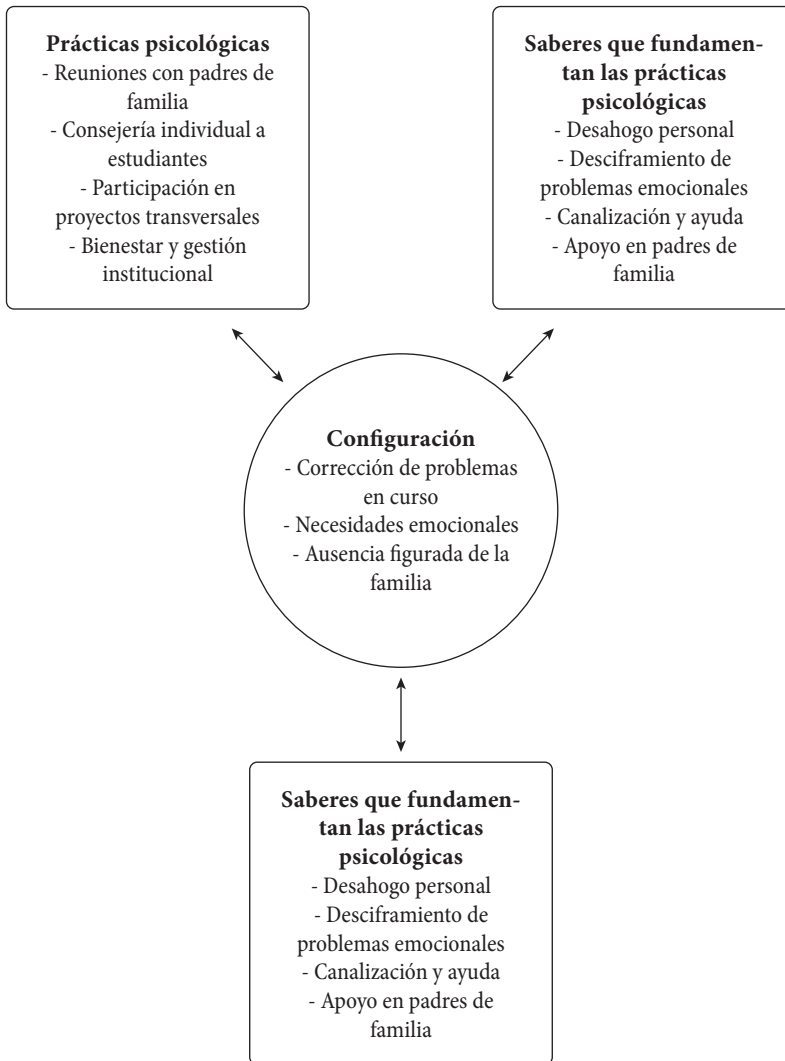 Prácticas psicológicas
- Reuniones con padres de
familia
- Consejería individual a
estudiantes
- Participación en
proyectos transversales
- Bienestar y gestión
institucional
Saberes que fundamen-
tan las prácticas
psicológicas
- Desahogo personal
- Desciframiento de
problemas emocionales
- Canalización y ayuda
- Apoyo en padres de
familia
Configuración
- Corrección de problemas
en curso
- Necesidades emocionales
- Ausencia figurada de la
familia
Saberes que fundamen-
tan las prácticas
psicológicas
- Desahogo personal
- Desciframiento de
problemas emocionales
- Canalización y ayuda
- Apoyo en padres de
familia